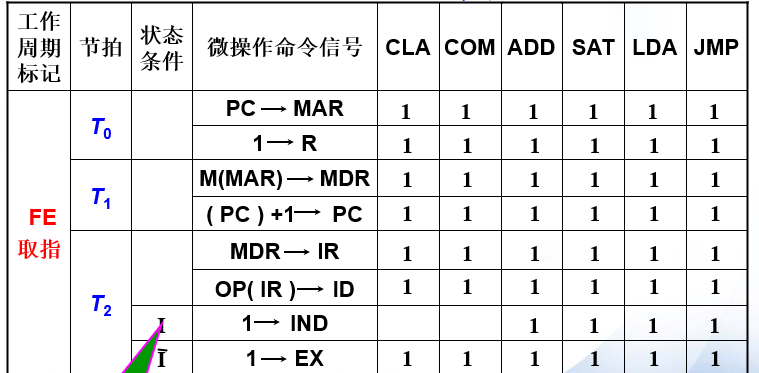 工作周期标记 节拍 状态条件 微操作命令信号 CLA COM ADD SAT LDA JMP
FE 取指 T0 PC → MAR 1 1 1 1 1 1
1 → R 1 1 1 1 1 1
T1 M(MAR) → MDR 1 1 1 1 1 1
( PC ) +1 → PC 1 1 1 1 1 1
T2 MDR → IR 1 1 1 1 1 1
OP( IR ) → ID 1 1 1 1 1 1
I 1 → IND 1 1 1 1
Ī 1 → EX 1 1 1 1 1 1